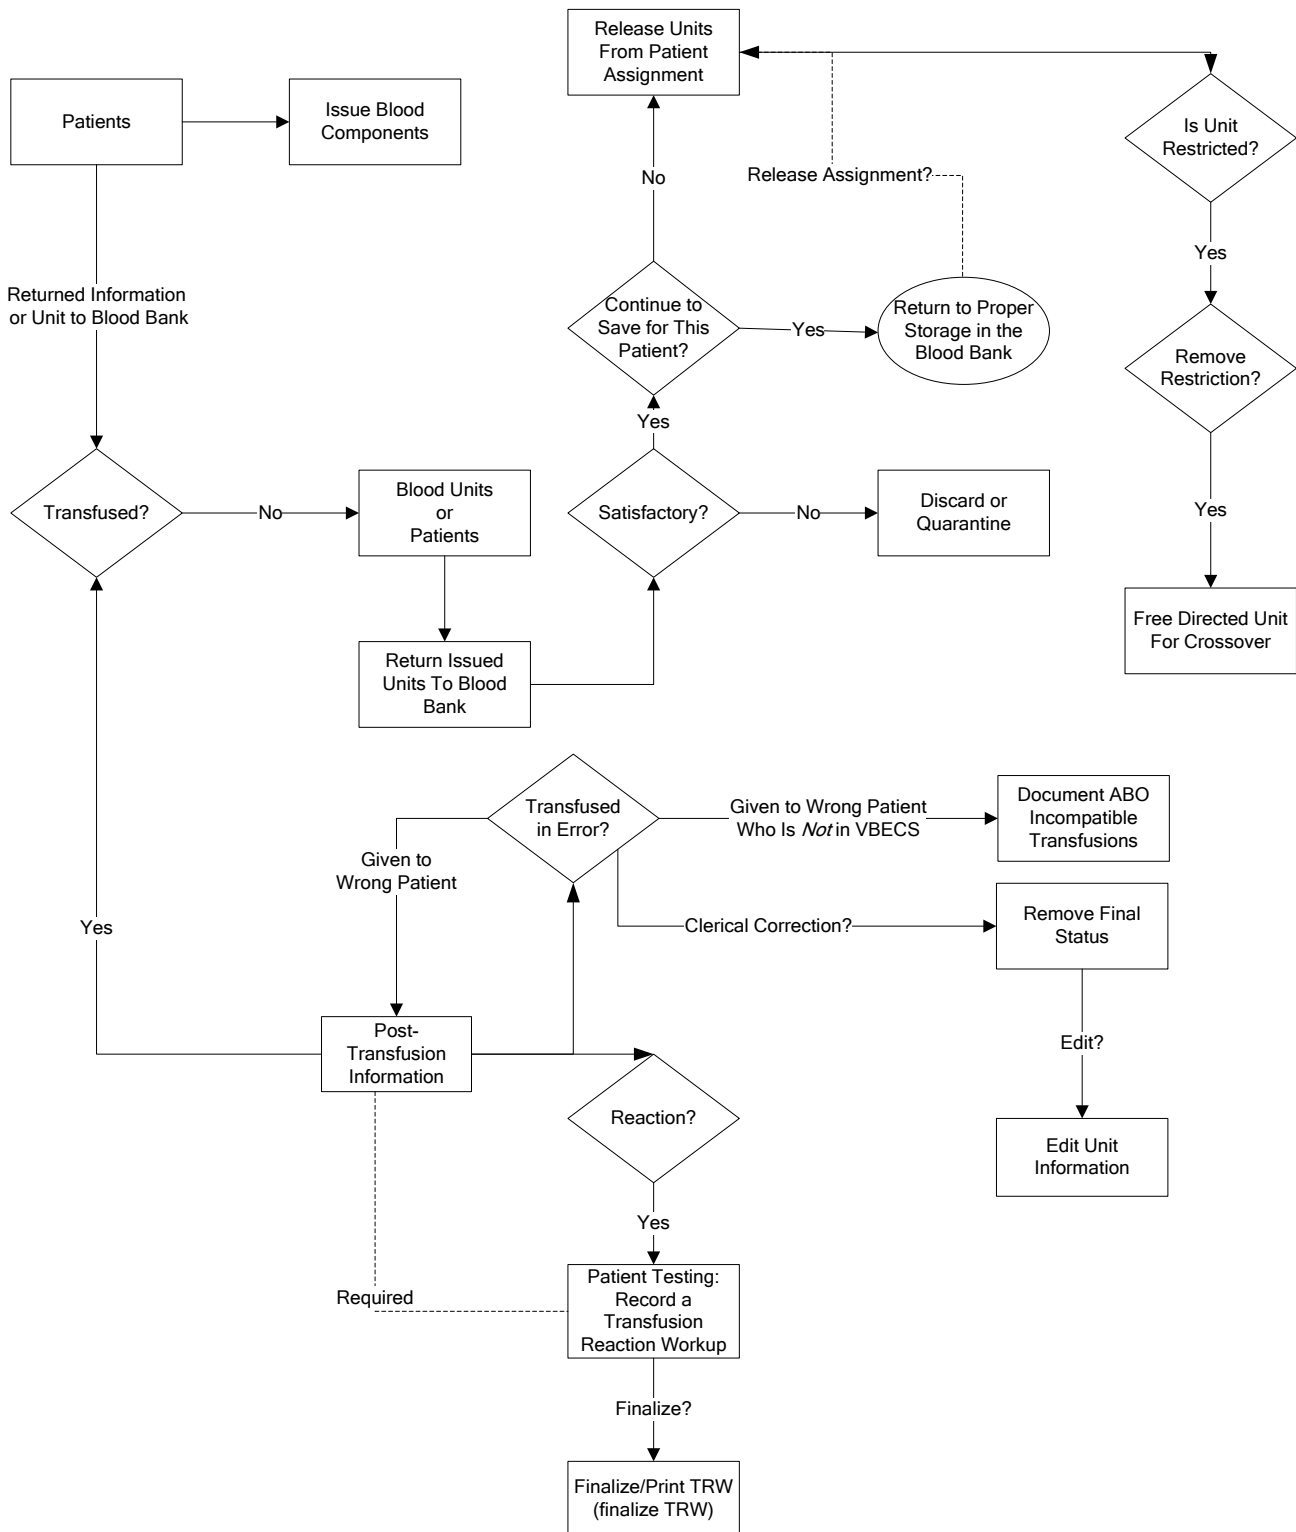 Release Units
From Patient
Assignment
Patients
Issue Blood
Components
Is Unit
Restricted?
No
Release Assignment?
Yes
Returned Information
or Unit to Blood Bank
Continue to
Save for This
Patient?
Yes
Return to Proper
Storage in the
Blood Bank
Remove
Restriction?
Yes
Transfused?
No
Blood Units
or
Patients
Satisfactory?
No
Discard or
Quarantine
Yes
Free Directed Unit
For Crossover
Return Issued
Units To Blood
Bank
Transfused
in Error?
Given to Wrong Patient
Who Is Not in VBECS
Document ABO
Incompatible
Transfusions
Given to
Wrong Patient
Yes
Clerical Correction?
Remove Final
Status
Post-
Transfusion
Information
Edit?
Reaction?
Edit Unit
Information
Yes
Required
Patient Testing:
Record a
Transfusion
Reaction Workup
Finalize?
Finalize/Print TRW
(finalize TRW)